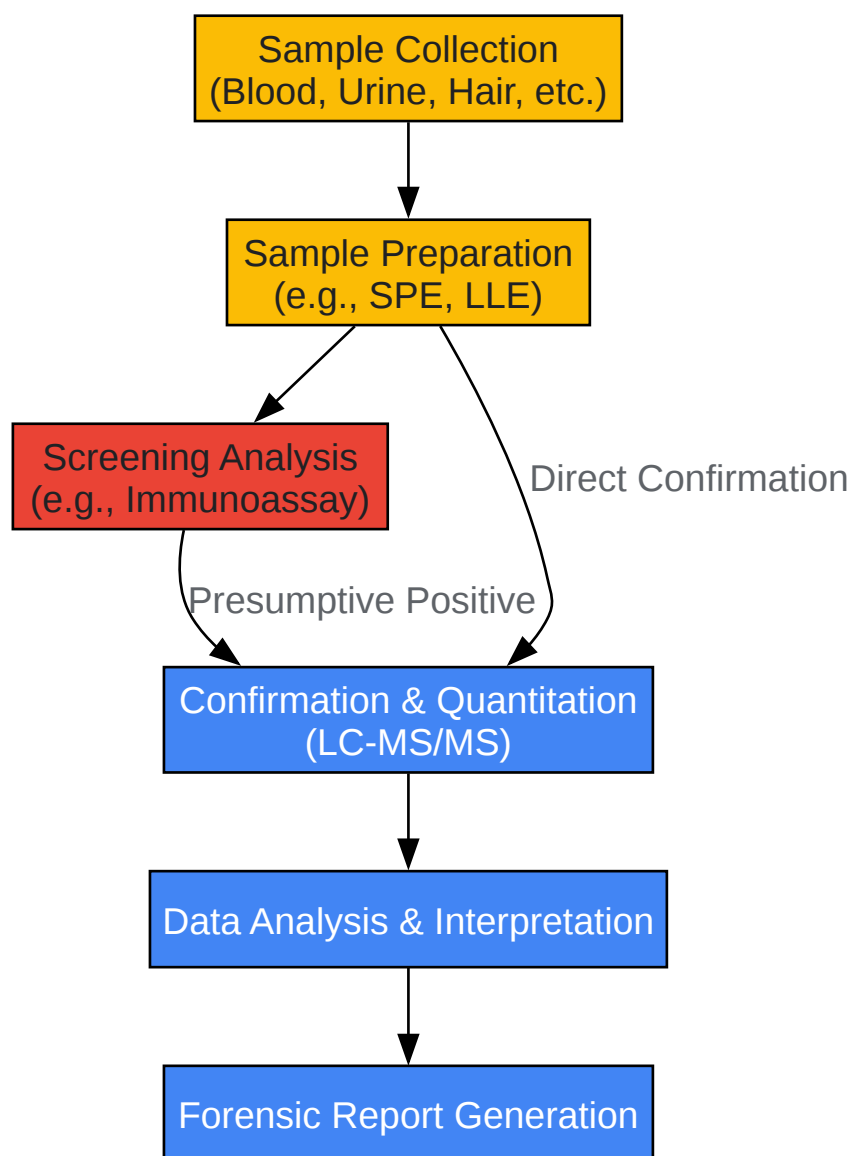 Sample Collection
(Blood, Urine, Hair, etc.)
Sample Preparation
(e.g., SPE, LLE)
Screening Analysis
(e.g., Immunoassay)
Direct Confirmation
Presumptive Positive
Confirmation & Quantitation
(LC-MS/MS)
Data Analysis & Interpretation
Forensic Report Generation